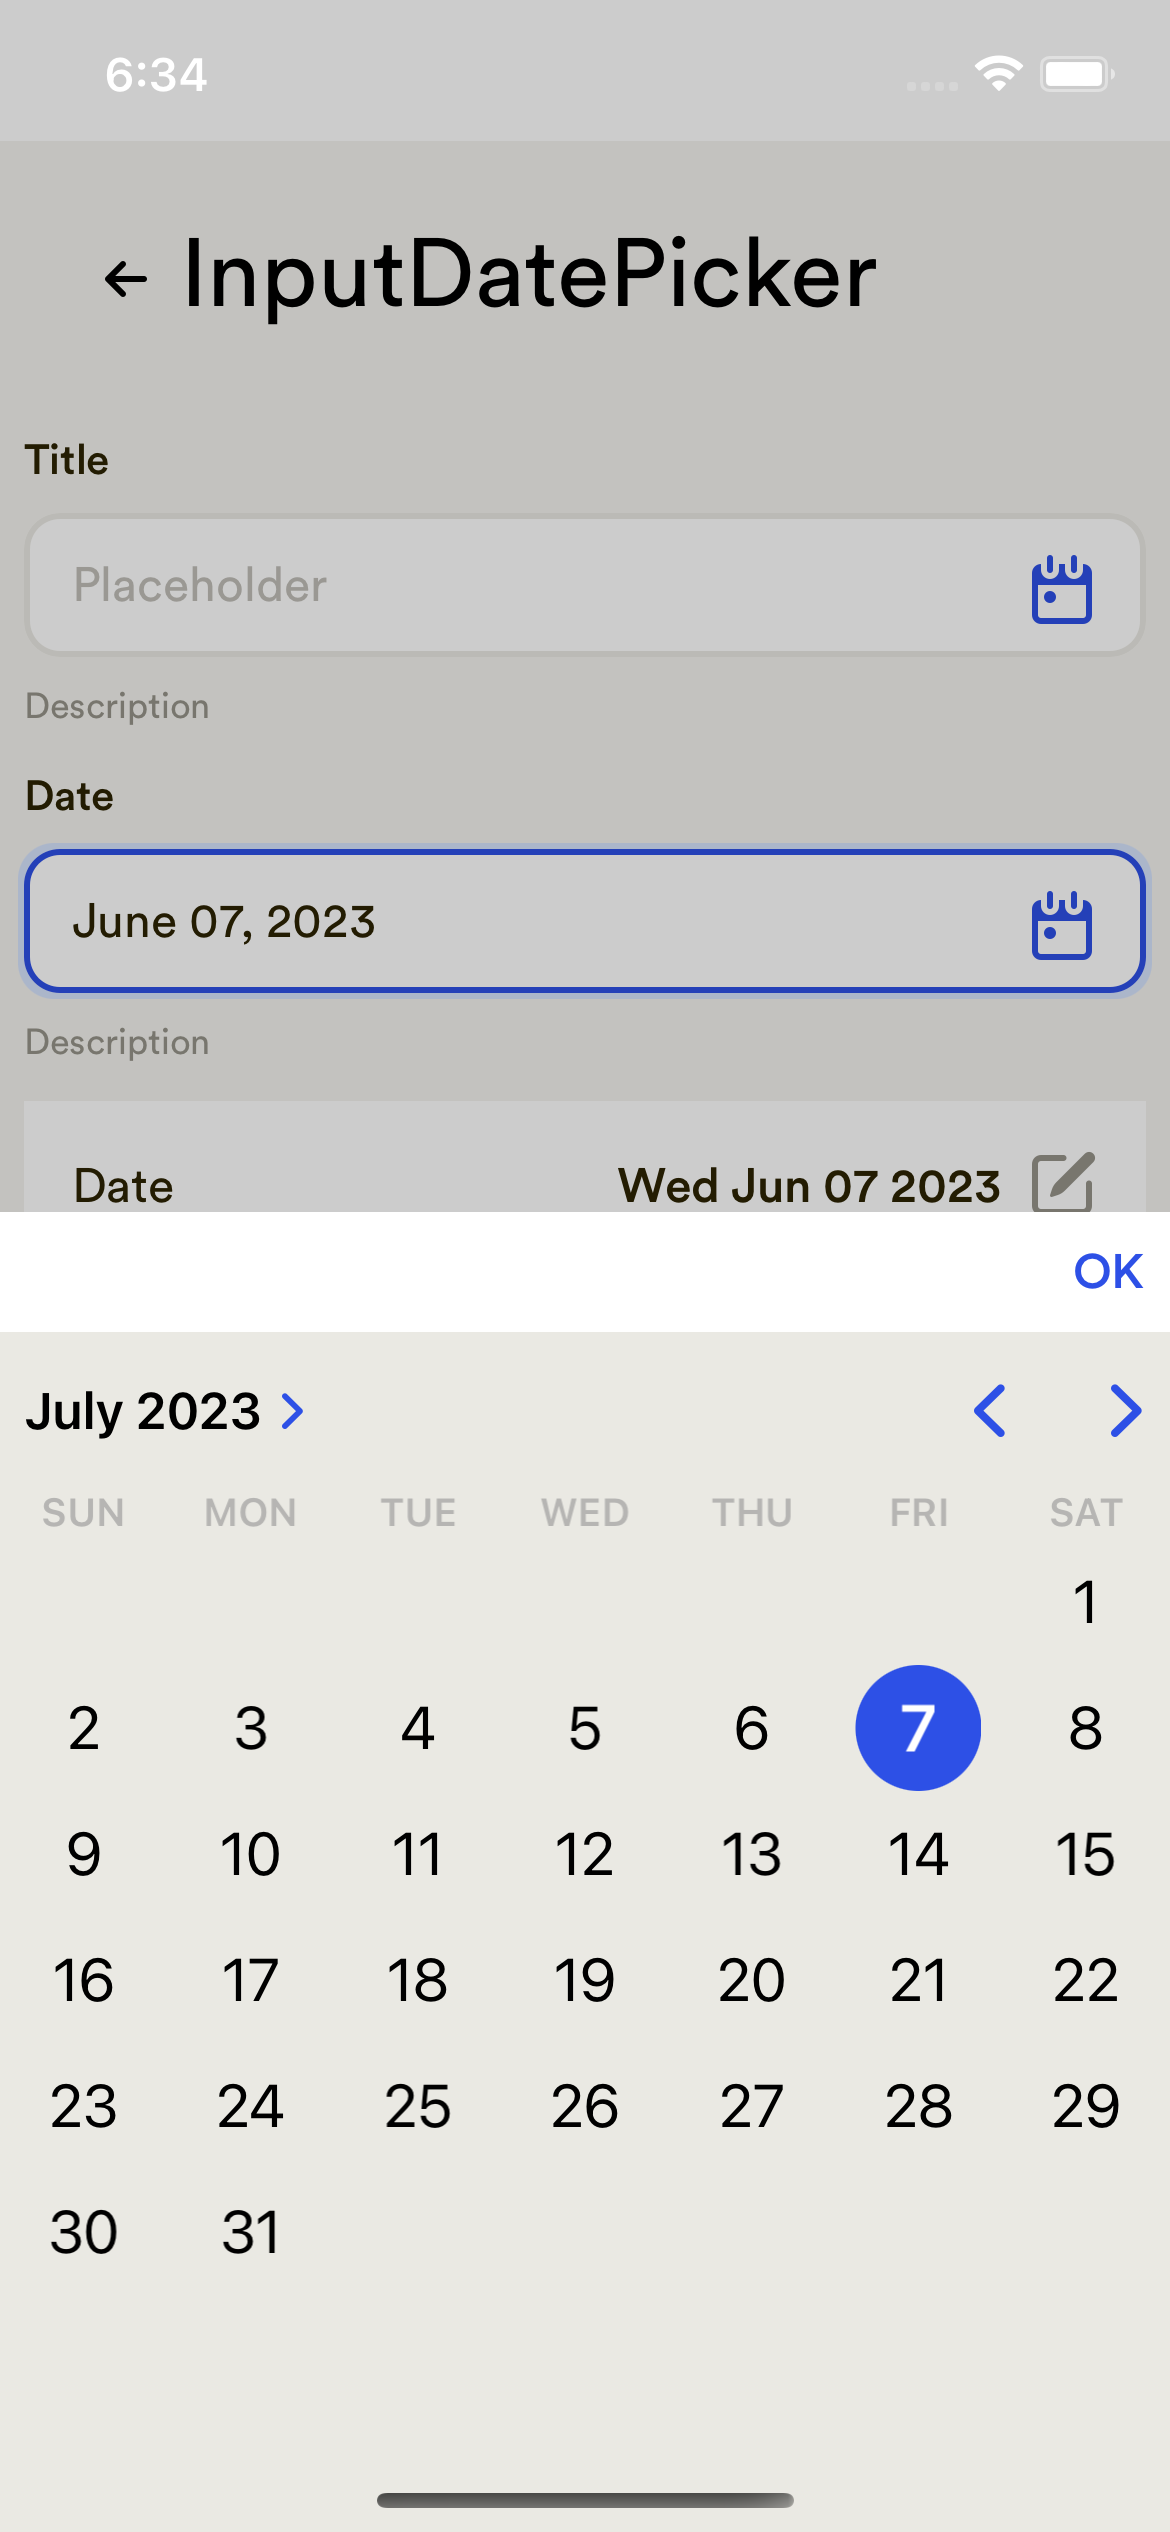 6:34
InputDatePicker
Title
Placeholder
Description
Date
June 07, 2023
Description
Date Wed Jun 07 2023
OK
July 2023
SUN MON TUE WED THU FRI SAT
1
2 3 4 5 6 7 8
9 10 11 12 13 14 15
16 17 18 19 20 21 22
23 24 25 26 27 28 29
30 31